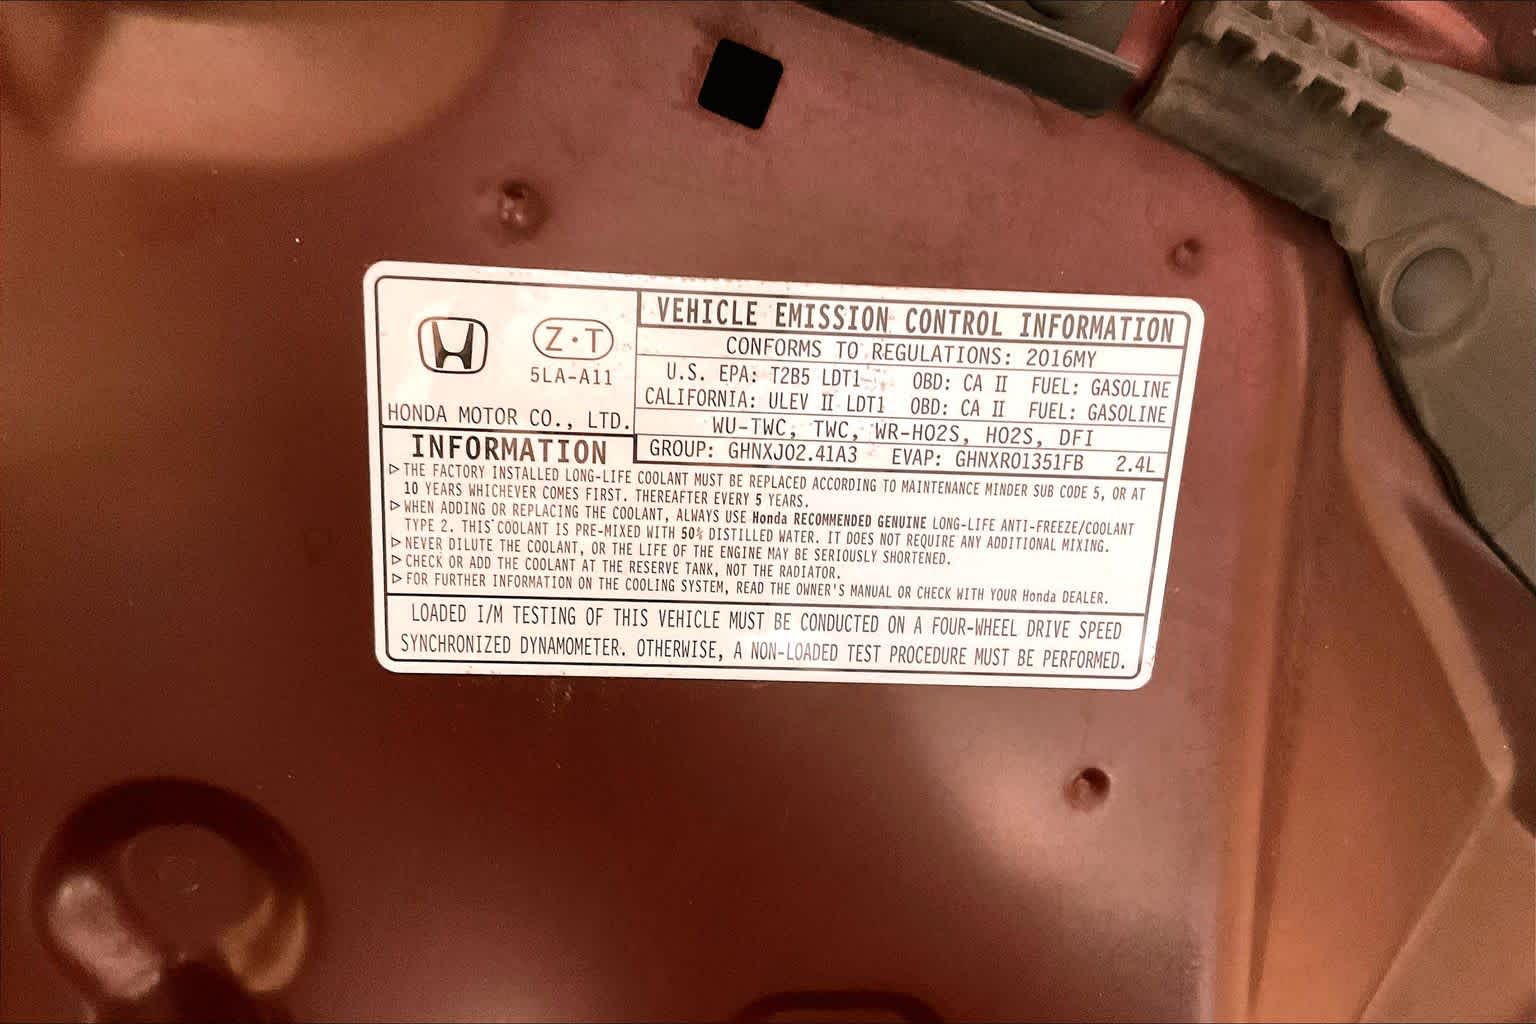 Z·T
5LA-A11
HONDA MOTOR CO., LTD.
VEHICLE EMISSION CONTROL INFORMATION
CONFORMS TO REGULATIONS: 2016MY
U.S. EPA: T2B5 LDT1 OBD: CA II FUEL: GASOLINE
CALIFORNIA: ULEV II LDT1 OBD: CA II FUEL: GASOLINE
WU-TWC, TWC, WR-HO2S, HO2S, DFI
GROUP: GHNXJ02.41A3 EVAP: GHNXR01351FB 2.4L
INFORMATION
▷THE FACTORY INSTALLED LONG-LIFE COOLANT MUST BE REPLACED ACCORDING TO MAINTENANCE MINDER SUB CODE 5, OR AT
10 YEARS WHICHEVER COMES FIRST. THEREAFTER EVERY 5 YEARS.
▷WHEN ADDING OR REPLACING THE COOLANT, ALWAYS USE Honda RECOMMENDED GENUINE LONG-LIFE ANTI-FREEZE/COOLANT
TYPE 2. THIS COOLANT IS PRE-MIXED WITH 50% DISTILLED WATER. IT DOES NOT REQUIRE ANY ADDITIONAL MIXING.
▷NEVER DILUTE THE COOLANT, OR THE LIFE OF THE ENGINE MAY BE SERIOUSLY SHORTENED.
▷CHECK OR ADD THE COOLANT AT THE RESERVE TANK, NOT THE RADIATOR.
▷FOR FURTHER INFORMATION ON THE COOLING SYSTEM, READ THE OWNER'S MANUAL OR CHECK WITH YOUR Honda DEALER.
LOADED I/M TESTING OF THIS VEHICLE MUST BE CONDUCTED ON A FOUR-WHEEL DRIVE SPEED
SYNCHRONIZED DYNAMOMETER. OTHERWISE, A NON-LOADED TEST PROCEDURE MUST BE PERFORMED.